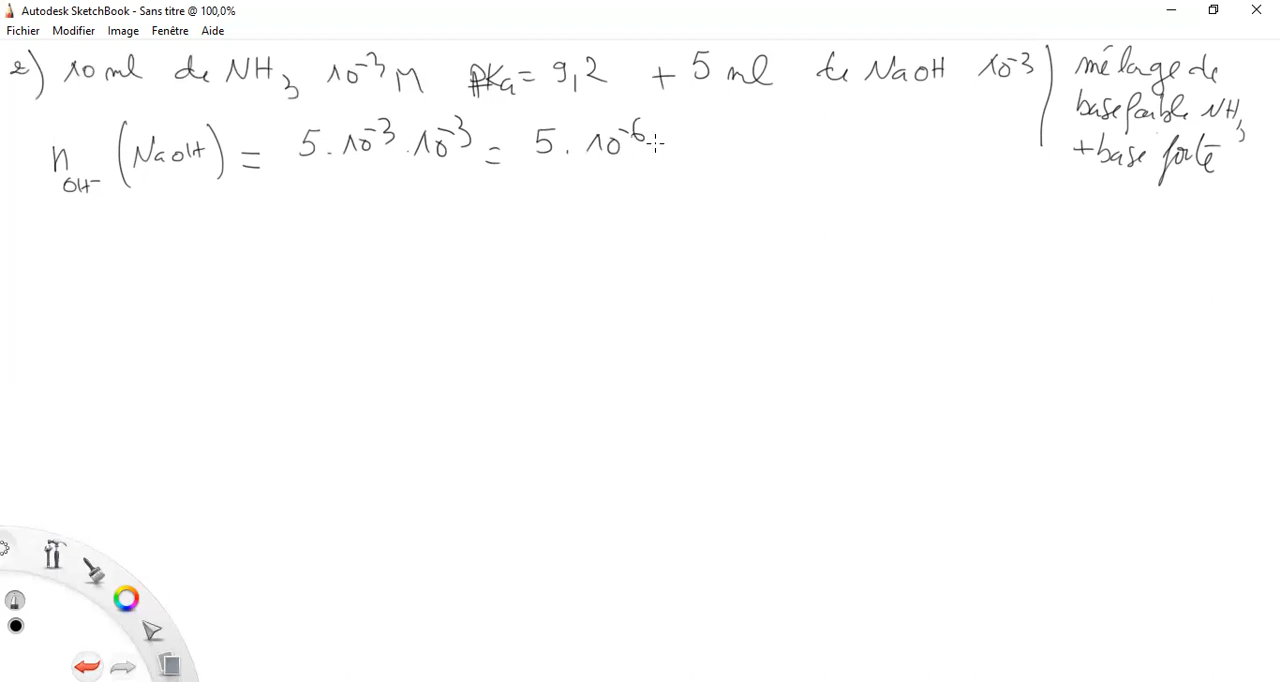 Autodesk SketchBook - Sans titre @ 100,0%
Fichier Modifier Image Fenêtre Aide
2) 10 ml de NH3 10^-3 M pKa = 9,2 + 5 ml de NaOH 10^-3
mélage de
base faible NH3
+ base forte
n OH- (NaOH) = 5 . 10^-3 . 10^-3 = 5 . 10^-6